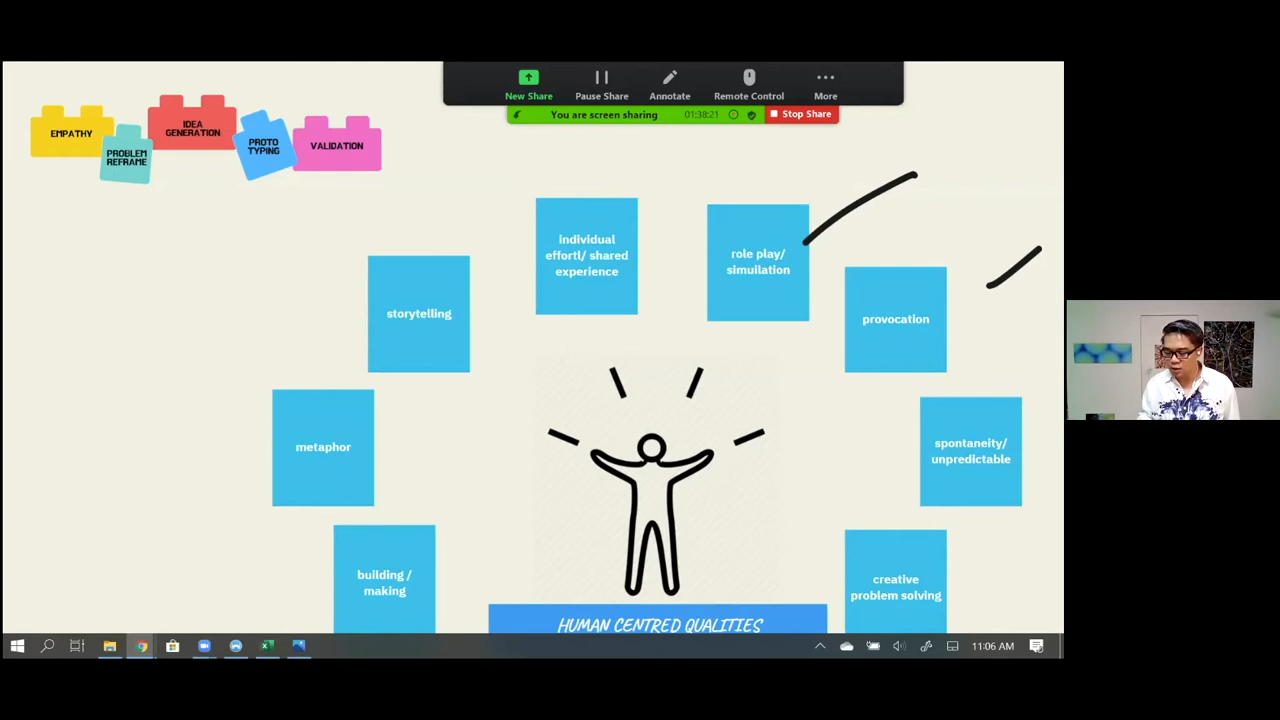 New Share
Pause Share
Annotate
Remote Control
More
You are screen sharing
01:38:21
Stop Share
EMPATHY
PROBLEM
REFRAME
IDEA
GENERATION
PROTO
TYPING
VALIDATION
individual
effortl/ shared
experience
role play/
simuilation
storytelling
provocation
metaphor
spontaneity/
unpredictable
building /
making
creative
problem solving
HUMAN CENTRED QUALITIES
11:06 AM